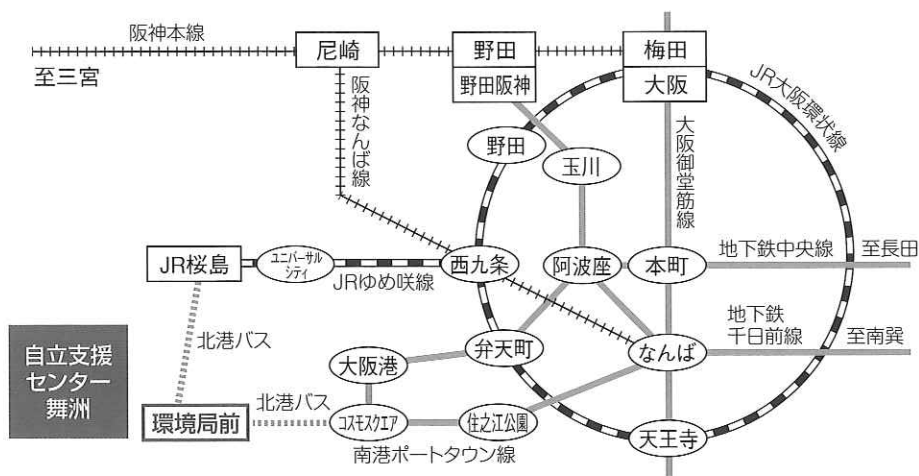 阪神本線
至三宮
尼崎
野田
野田阪神
梅田
大阪
JR大阪環状線
阪神なんば線
野田
玉川
大阪御堂筋線
JR桜島
ユニバーサル
シティ
JRゆめ咲線
西九条
阿波座
本町
地下鉄中央線
至長田
北港バス
自立支援
センター
舞洲
大阪港
弁天町
なんば
地下鉄
千日前線
至南巽
環境局前
北港バス
コスモスクエア
住之江公園
南港ポートタウン線
天王寺